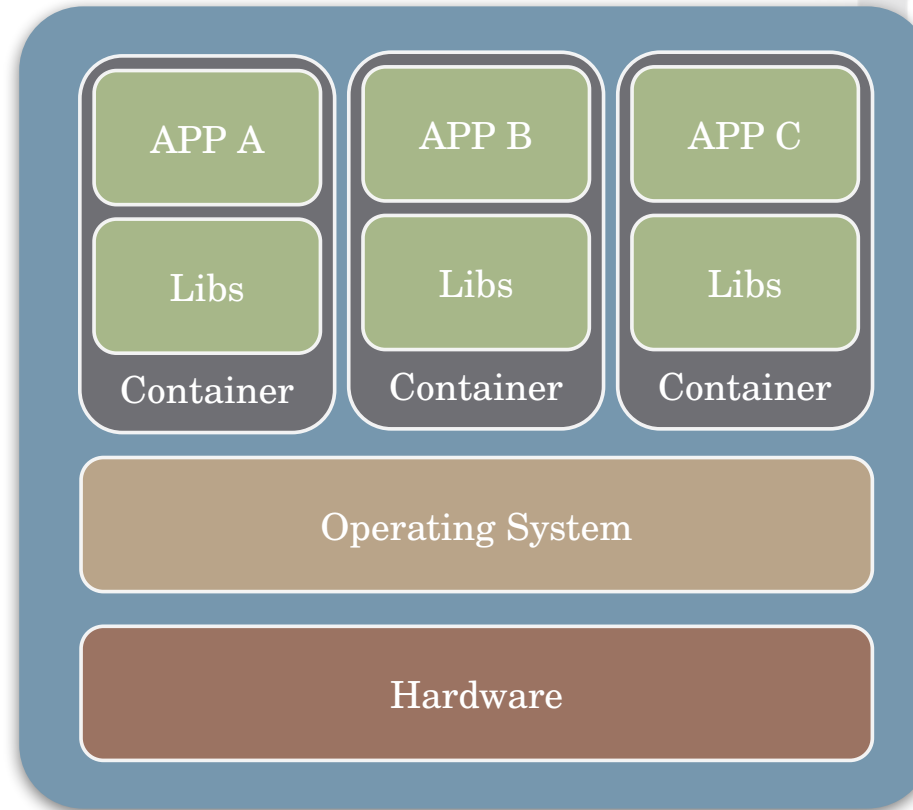 APP A
APP B
APP C
Libs
Libs
Libs
Container
Container
Container
Operating System
Hardware